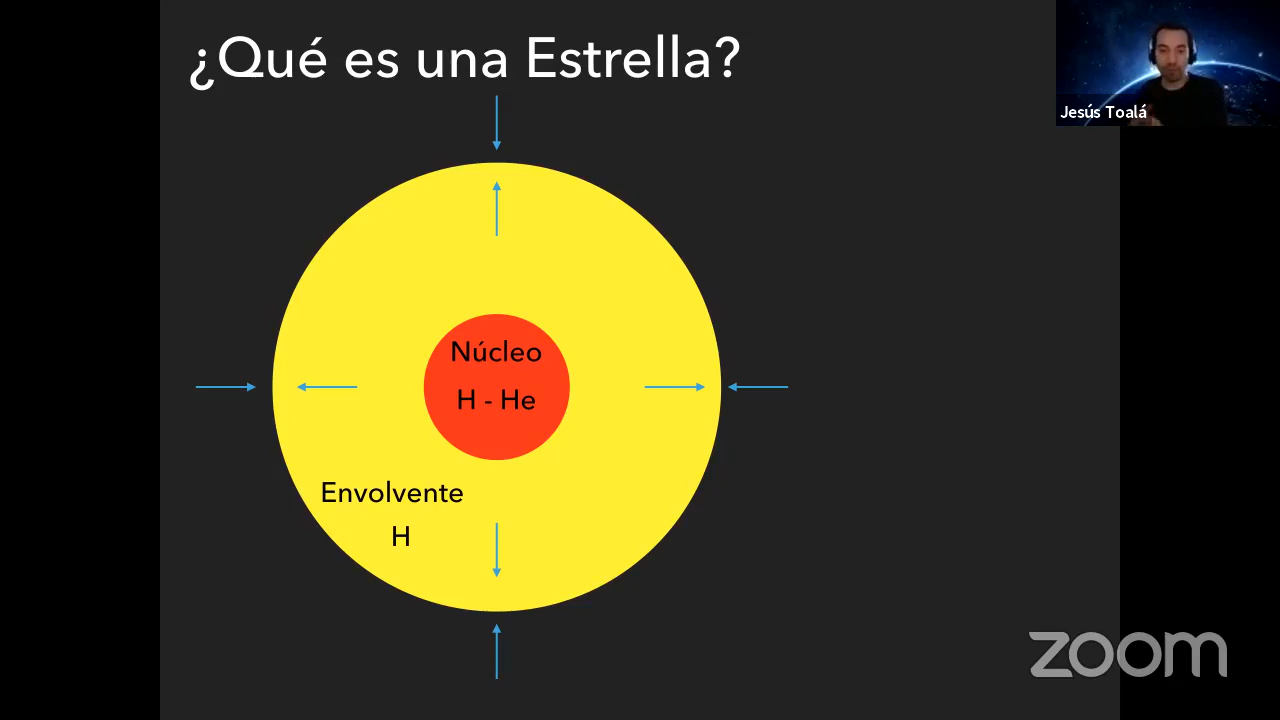 ¿Qué es una Estrella?
Jesús Toalá
Núcleo
H - He
Envolvente
H
zoom